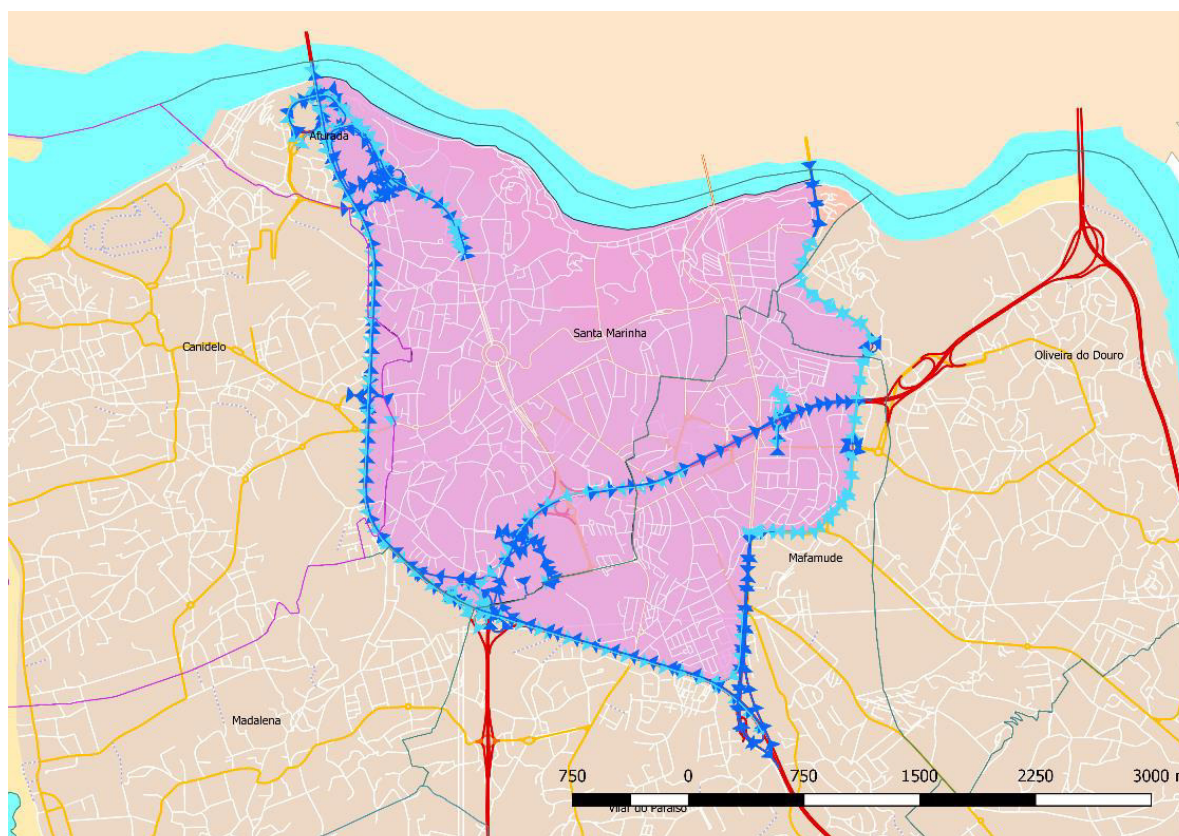 Afurada
Santa Marinha
Canidelo
Oliveira do Douro
Mafamude
Madalena
750 0 750 1500 2250 3000 m
Vilar do Paraíso